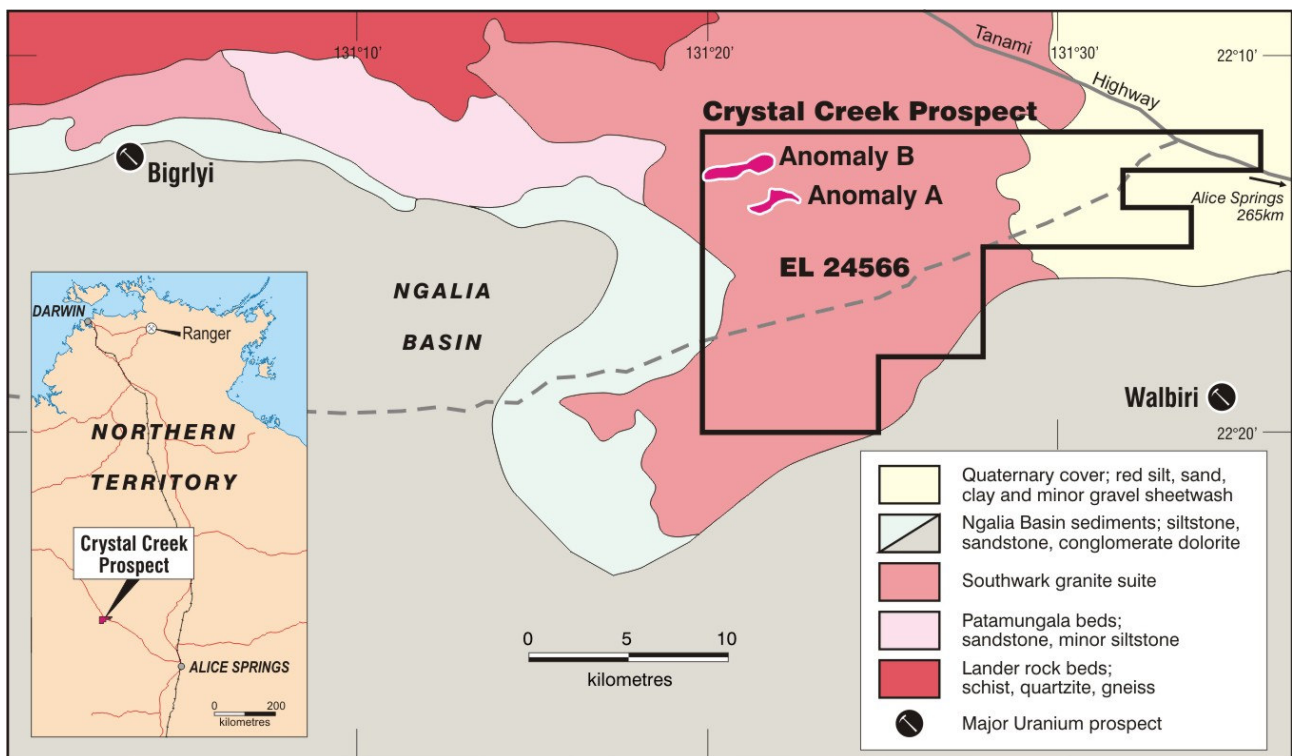 131°10’
131°20’
131°30’
22°10’
Tanami
Highway
Crystal Creek Prospect
Anomaly B
Anomaly A
Bigrlyi
Alice Springs
265km
EL 24566
NGALIA
BASIN
DARWIN
Ranger
NORTHERN
TERRITORY
Crystal Creek
Prospect
ALICE SPRINGS
0 200
kilometres
Walbiri
22°20’
0 5 10
kilometres
Quaternary cover; red silt, sand,
clay and minor gravel sheetwash
Ngalia Basin sediments; siltstone,
sandstone, conglomerate dolorite
Southwark granite suite
Patamungala beds;
sandstone, minor siltstone
Lander rock beds;
schist, quartzite, gneiss
Major Uranium prospect